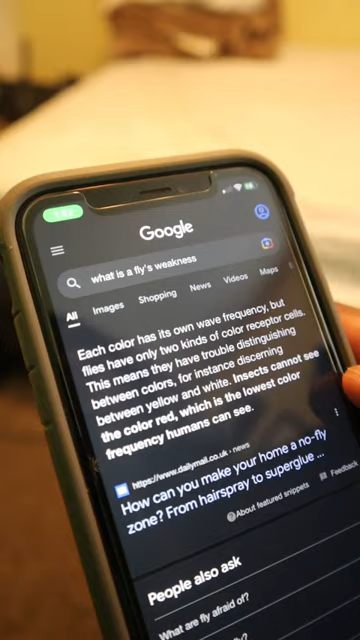 Google
what is a fly's weakness
All Images Shopping News Videos Maps
Each color has its own wave frequency, but
flies have only two kinds of color receptor cells.
This means they have trouble distinguishing
between colors, for instance discerning
between yellow and white. Insects cannot see
the color red, which is the lowest color
frequency humans can see.
https://www.dailymail.co.uk › news
How can you make your home a no-fly
zone? From hairspray to superglue ...
About featured snippets Feedback
People also ask
What are fly afraid of?